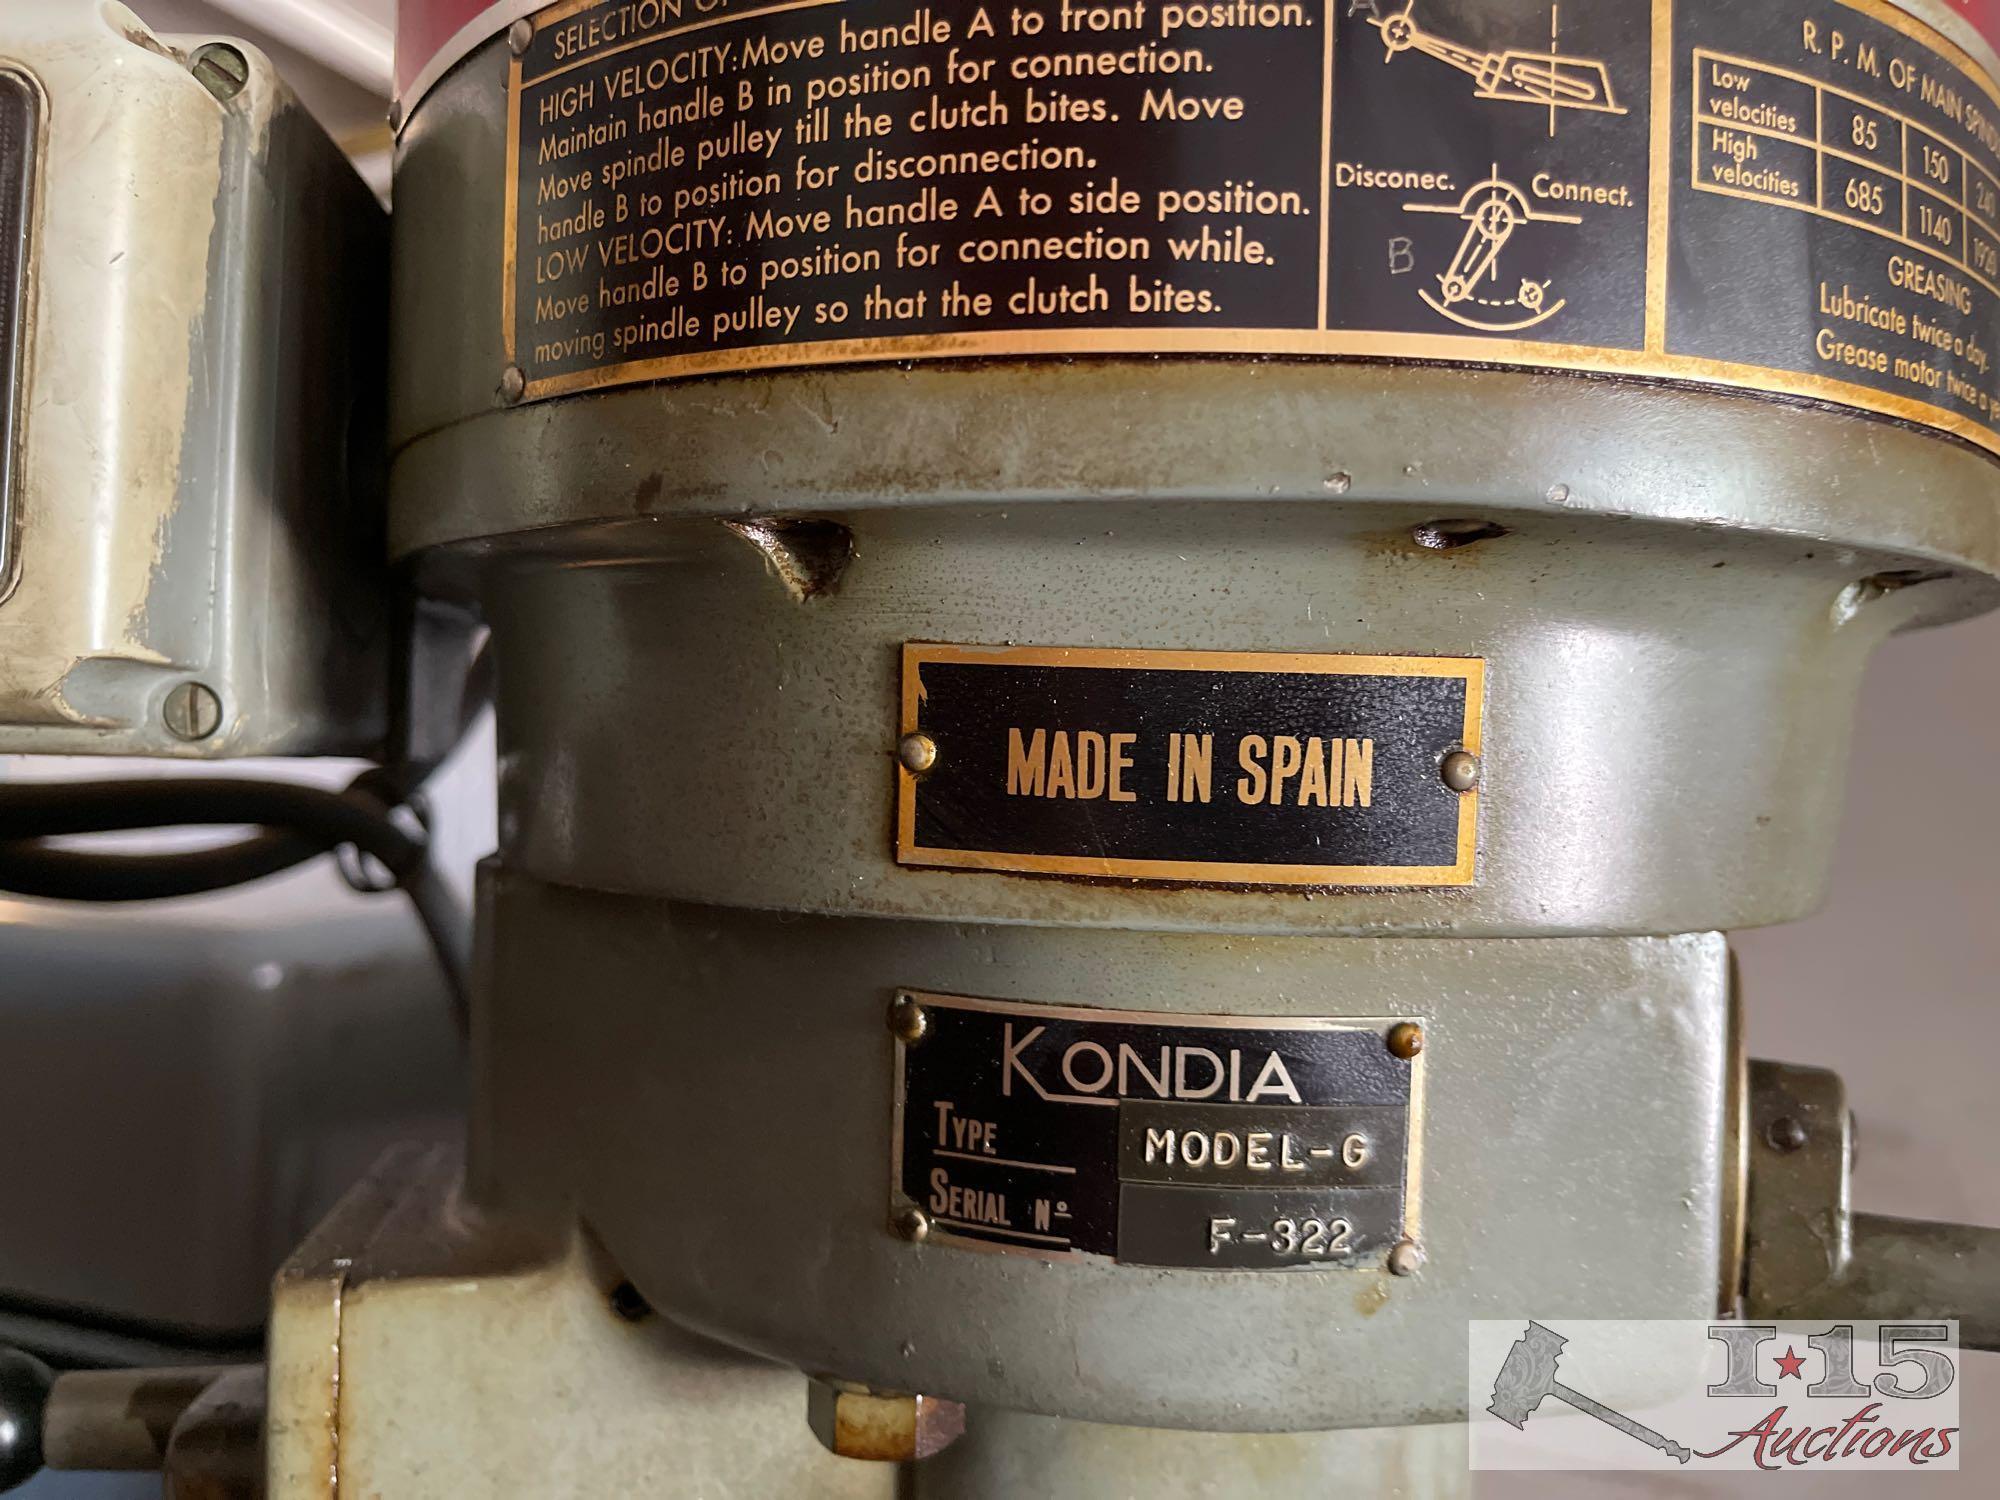 SELECTION
HIGH VELOCITY: Move handle A to front position.
Maintain handle B in position for connection.
Move spindle pulley till the clutch bites. Move
handle B to position for disconnection.
LOW VELOCITY: Move handle A to side position.
Move handle B to position for connection while.
moving spindle pulley so that the clutch bites.
A
Disconec. Connect.
B
R. P. M. OF MAIN
Low velocities 85 150 240
High velocities 685 1140 1920
GREASING
Lubricate twice a day.
Grease motor twice a
MADE IN SPAIN
KONDIA
TYPE MODEL-G
SERIAL Nº F-322
I★15
Auctions